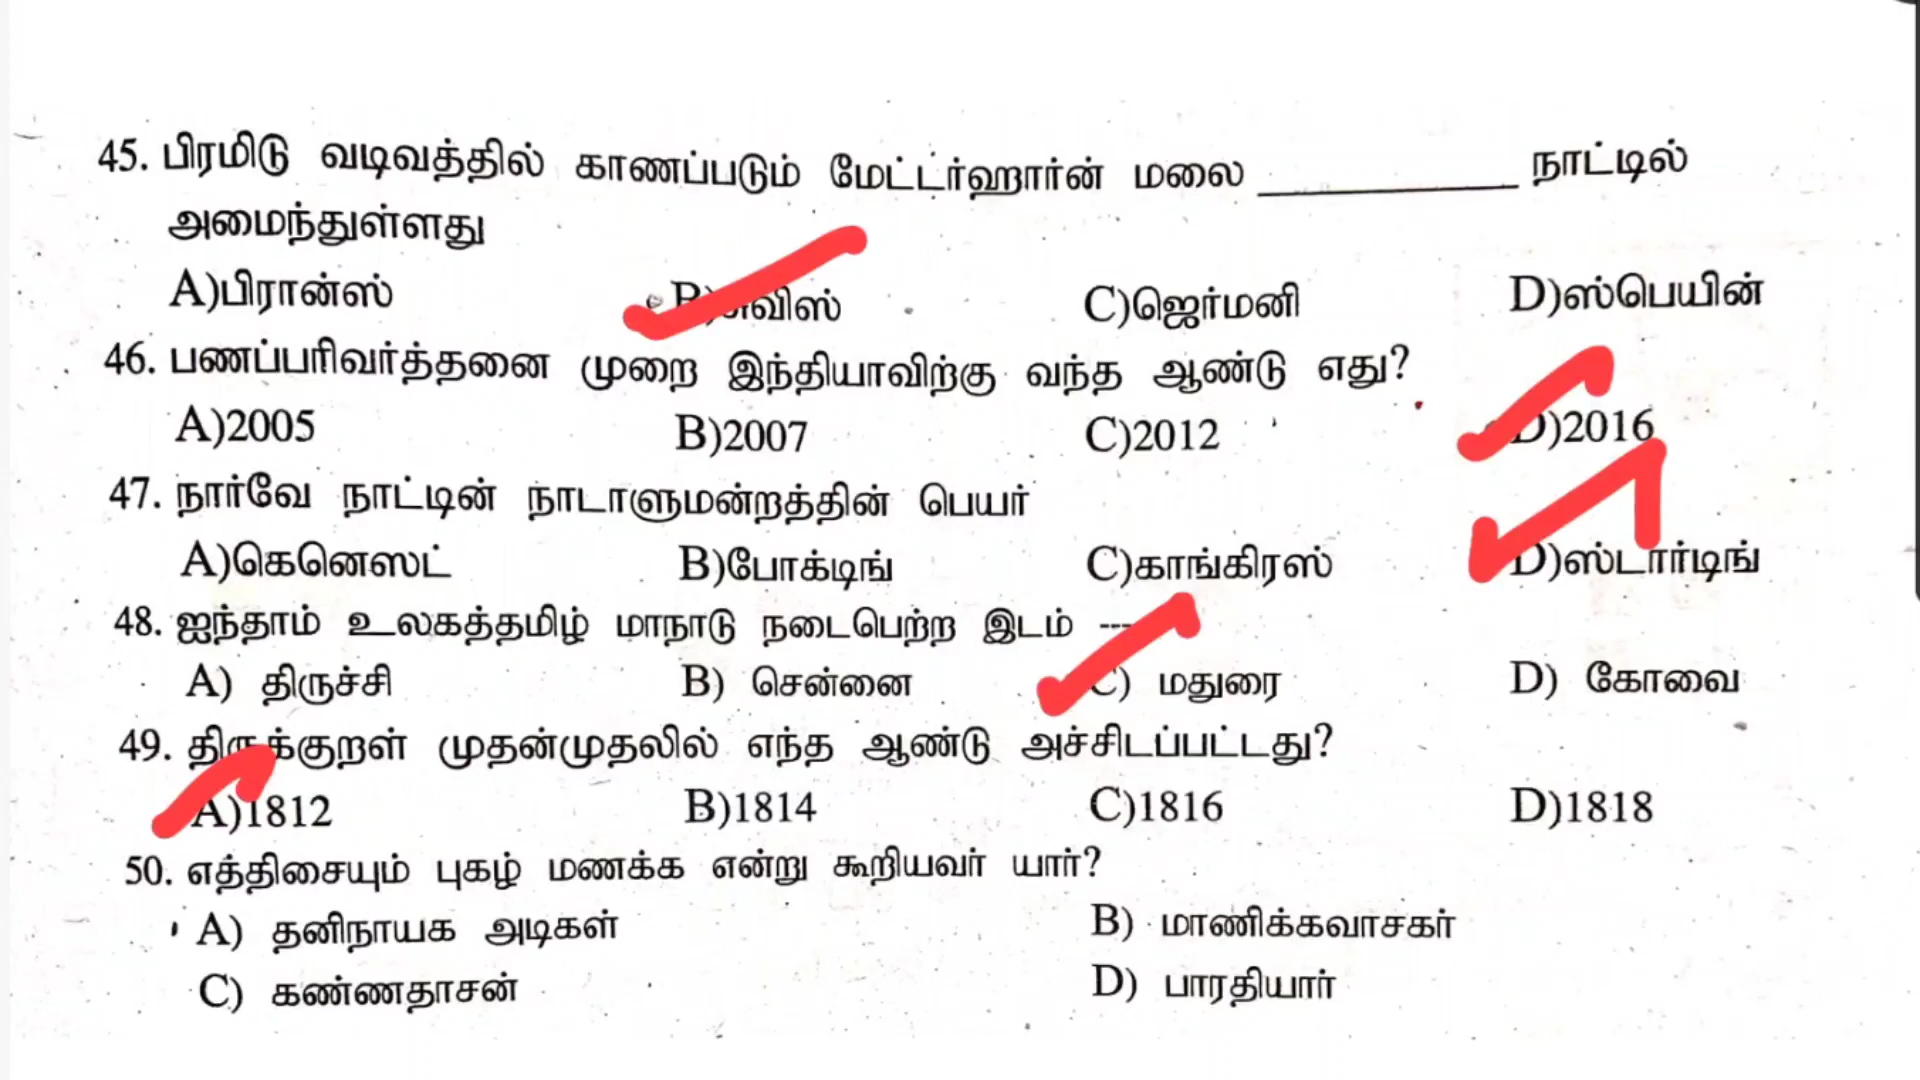 45. பிரமிடு வடிவத்தில் காணப்படும் மேட்டர்ஹார்ன் மலை ____________ நாட்டில்
அமைந்துள்ளது
A)பிரான்ஸ் B)சுவிஸ் C)ஜெர்மனி D)ஸ்பெயின்
46. பணப்பரிவர்த்தனை முறை இந்தியாவிற்கு வந்த ஆண்டு எது?
A)2005 B)2007 C)2012 D)2016
47. நார்வே நாட்டின் நாடாளுமன்றத்தின் பெயர்
A)கெனெஸட் B)போக்டிங் C)காங்கிரஸ் D)ஸ்டார்டிங்
48. ஐந்தாம் உலகத்தமிழ் மாநாடு நடைபெற்ற இடம் ---
A) திருச்சி B) சென்னை C) மதுரை D) கோவை
49. திருக்குறள் முதன்முதலில் எந்த ஆண்டு அச்சிடப்பட்டது?
A)1812 B)1814 C)1816 D)1818
50. எத்திசையும் புகழ் மணக்க என்று கூறியவர் யார்?
A) தனிநாயக அடிகள் B) மாணிக்கவாசகர்
C) கண்ணதாசன் D) பாரதியார்